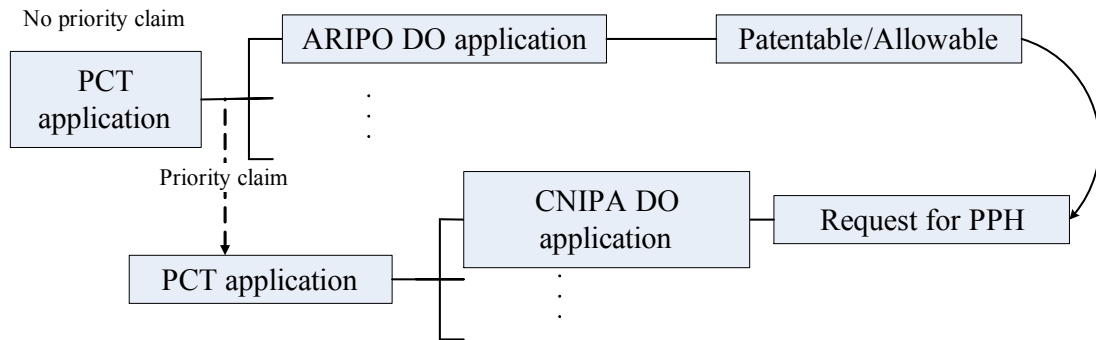 No priority claim
PCT
application
ARIPO DO application
Patentable/Allowable
Priority claim
PCT application
CNIPA DO
application
Request for PPH